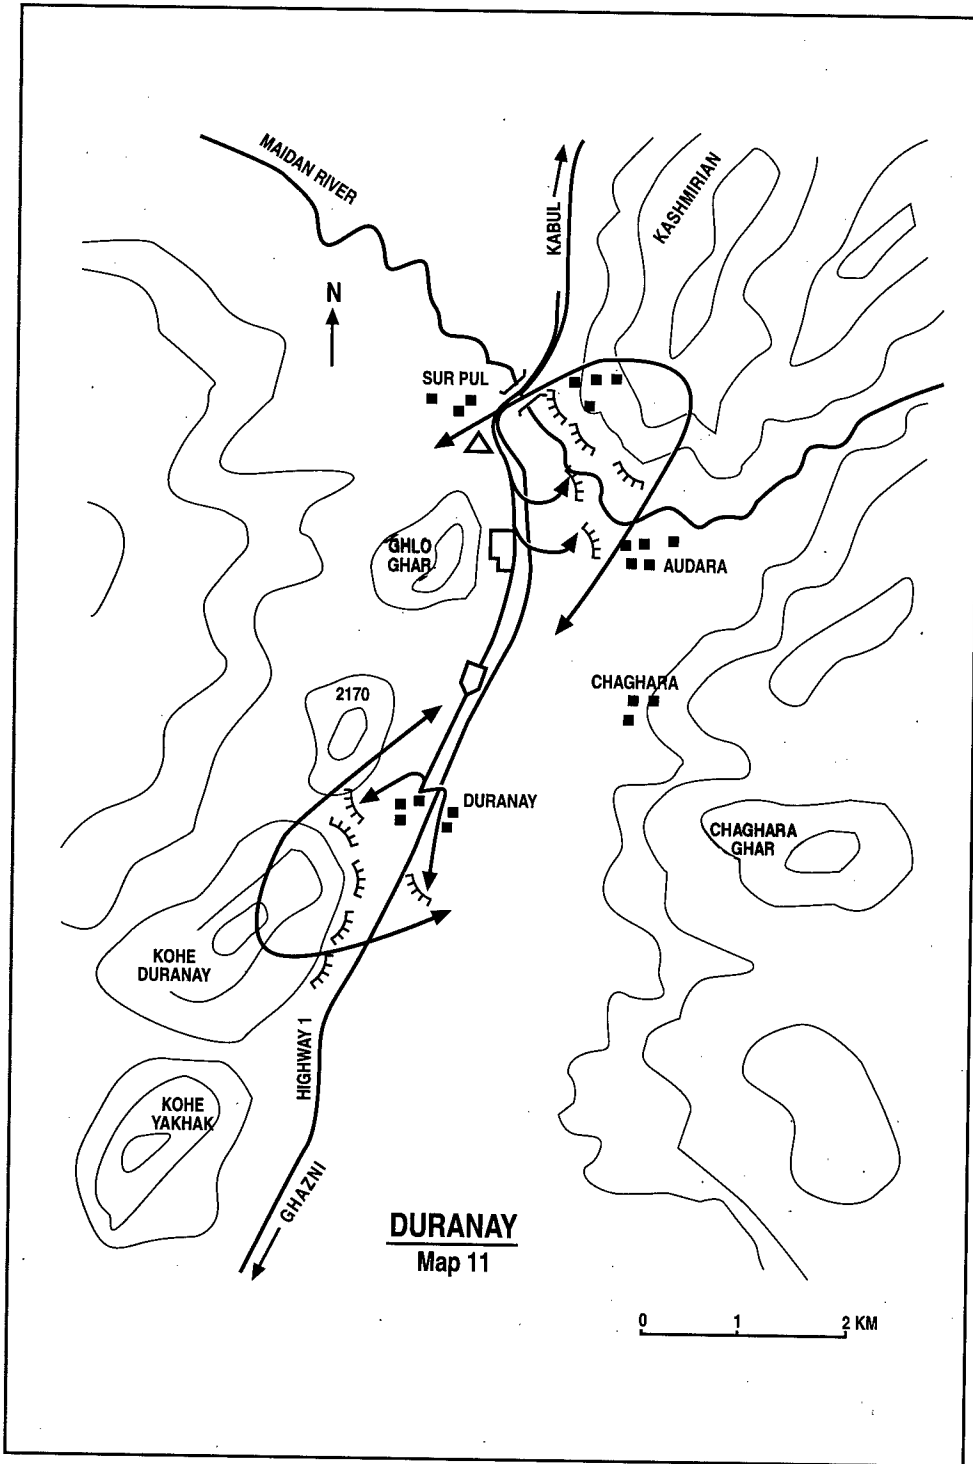 MAIDAN RIVER
KABUL
KASHMIRIAN
N
SUR PUL
GHLO
GHAR
AUDARA
CHAGHARA
2170
DURANAY
CHAGHARA
GHAR
KOHE
DURANAY
HIGHWAY 1
KOHE
YAKHAK
GHAZNI
DURANAY
Map 11
0 1 2 KM